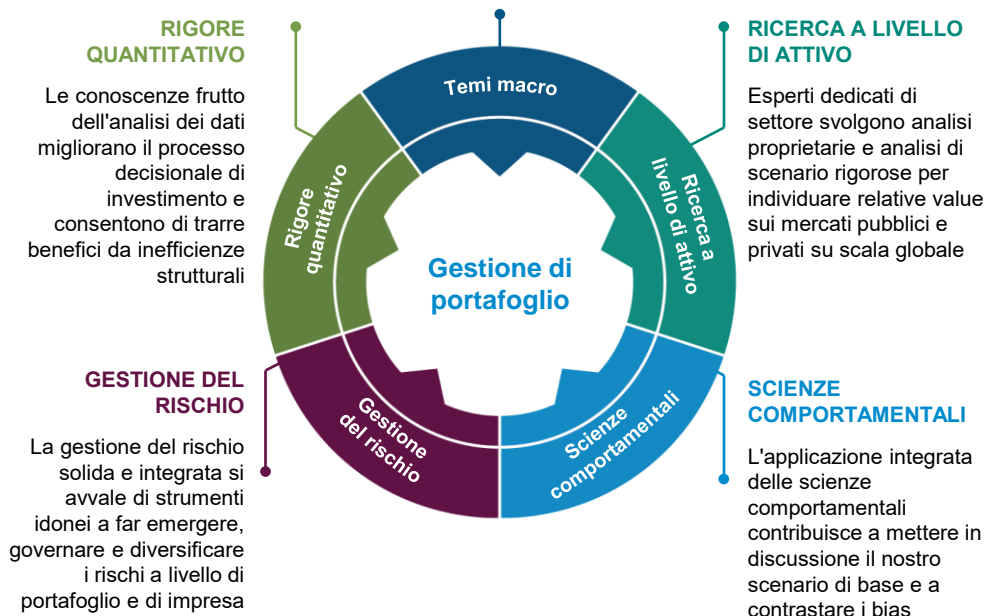 RIGORE
QUANTITATIVO
Le conoscenze frutto
dell'analisi dei dati
migliorano il processo
decisionale di
investimento e
consentono di trarre
benefici da inefficienze
strutturali
Temi macro
RICERCA A LIVELLO
DI ATTIVO
Esperti dedicati di
settore svolgono analisi
proprietarie e analisi di
scenario rigorose per
individuare relative value
sui mercati pubblici e
privati su scala globale
Rigore
quantitativo
Ricerca a
livello di attivo
Gestione di
portafoglio
GESTIONE DEL
RISCHIO
La gestione del rischio
solida e integrata si
avvale di strumenti
idonei a far emergere,
governare e diversificare
i rischi a livello di
portafoglio e di impresa
Gestione
del rischio
Scienze
comportamentali
SCIENZE
COMPORTAMENTALI
L'applicazione integrata
delle scienze
comportamentali
contribuisce a mettere in
discussione il nostro
scenario di base e a
contrastare i bias